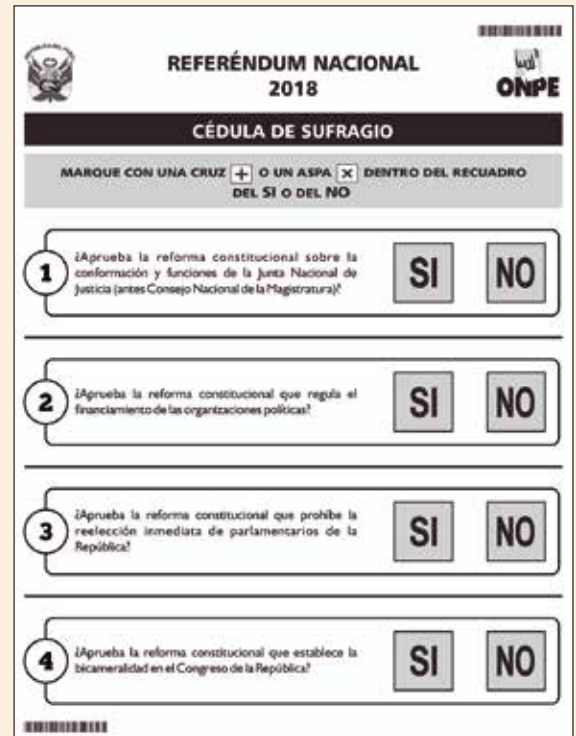 REFERÉNDUM NACIONAL
2018
ONPE
CÉDULA DE SUFRAGIO
MARQUE CON UNA CRUZ + O UN ASPA X DENTRO DEL RECUADRO
DEL SI O DEL NO
1
¿Aprueba la reforma constitucional sobre la
conformación y funciones de la Junta Nacional de
Justicia (antes Consejo Nacional de la Magistratura)?
SI NO
2
¿Aprueba la reforma constitucional que regula el
financiamiento de las organizaciones políticas?
SI NO
3
¿Aprueba la reforma constitucional que prohíbe la
reelección inmediata de parlamentarios de la
República?
SI NO
4
¿Aprueba la reforma constitucional que establece la
bicameralidad en el Congreso de la República?
SI NO